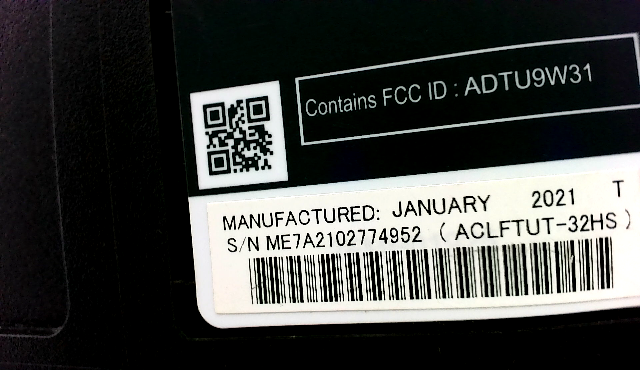 Contains FCC ID : ADTU9W31
MANUFACTURED: JANUARY 2021 T
S/N ME7A2102774952 ( ACLFTUT-32HS )